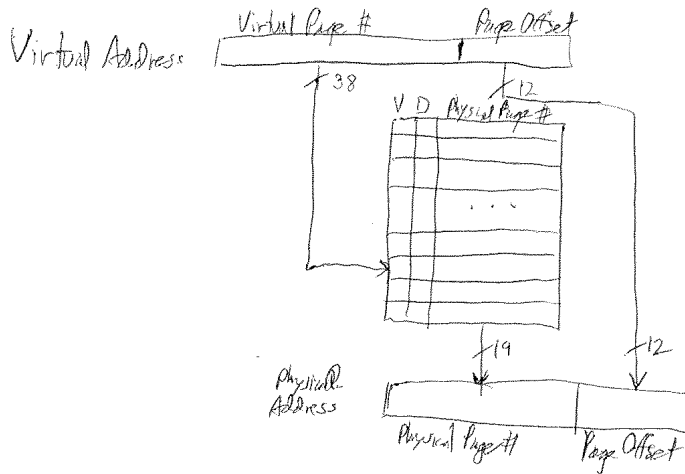 Virtual Page # Page Offset
Virtual Address
38 12
V D Physical Page #
. . .
19 12
Physical
Address
Physical Page # Page Offset